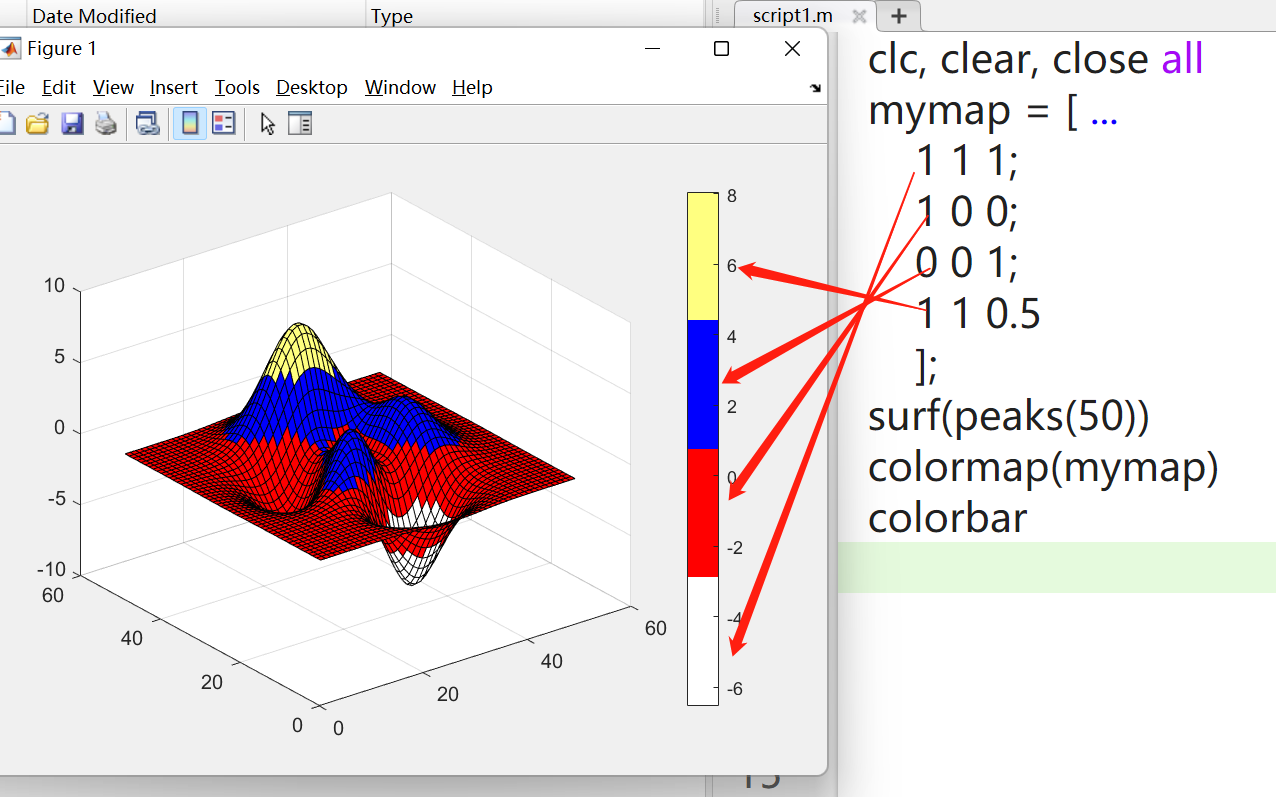 Date Modified Type
script1.m
Figure 1
File Edit View Insert Tools Desktop Window Help
10
5
0
-5
-10
60
40
20
0
0
20
40
60
8
6
4
2
0
-2
-4
-6
clc, clear, close all
mymap = [ ...
1 1 1;
1 0 0;
0 0 1;
1 1 0.5
];
surf(peaks(50))
colormap(mymap)
colorbar